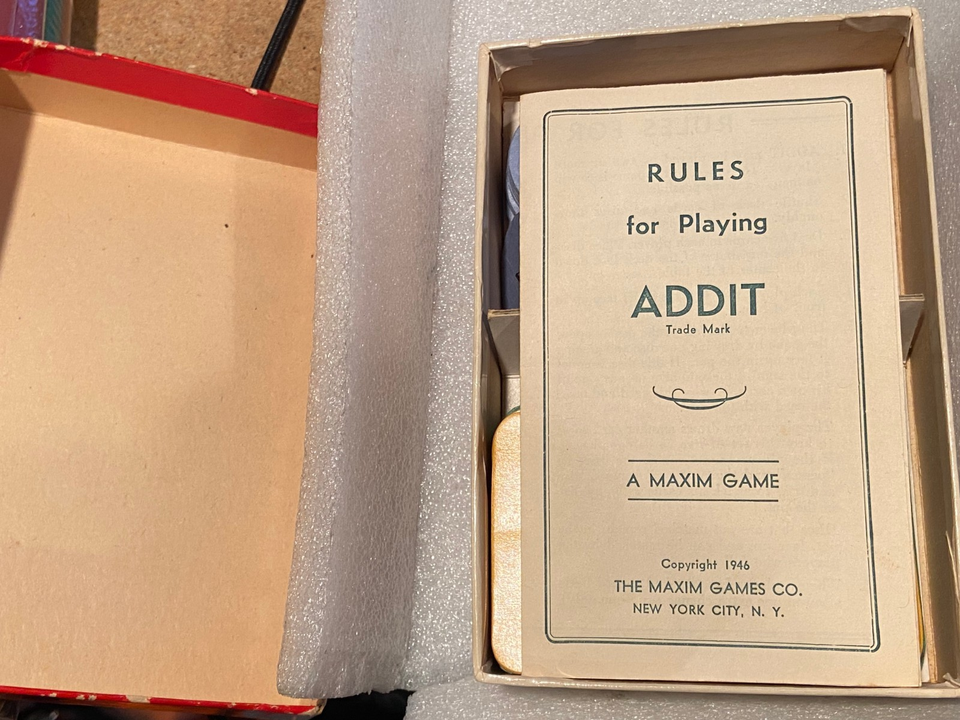 RULES
for Playing
ADDIT
Trade Mark
A MAXIM GAME
Copyright 1946
THE MAXIM GAMES CO.
NEW YORK CITY, N. Y.